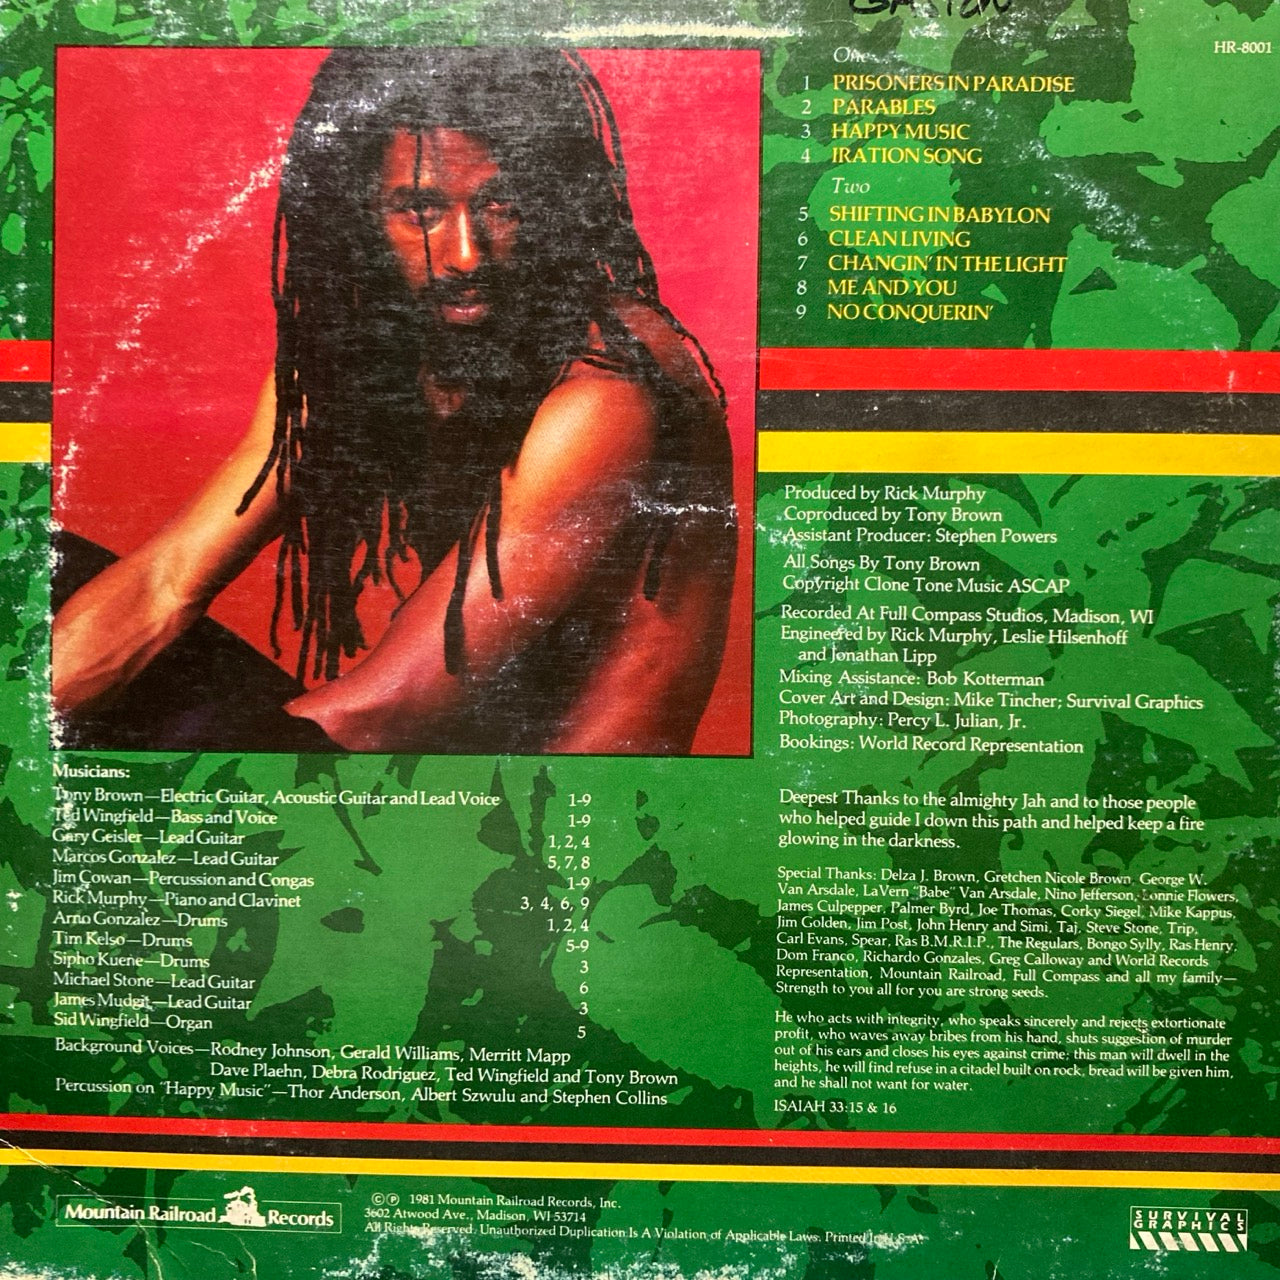 HR-8001
One
1 PRISONERS IN PARADISE
2 PARABLES
3 HAPPY MUSIC
4 IRATION SONG
Two
5 SHIFTING IN BABYLON
6 CLEAN LIVING
7 CHANGIN' IN THE LIGHT
8 ME AND YOU
9 NO CONQUERIN'
Produced by Rick Murphy
Coproduced by Tony Brown
Assistant Producer: Stephen Powers
All Songs By Tony Brown
Copyright Clone Tone Music ASCAP
Recorded At Full Compass Studios, Madison, WI
Engineered by Rick Murphy, Leslie Hilsenhoff
and Jonathan Lipp
Mixing Assistance: Bob Kotterman
Cover Art and Design: Mike Tincher; Survival Graphics
Photography: Percy L. Julian, Jr.
Bookings: World Record Representation
Musicians:
Tony Brown—Electric Guitar, Acoustic Guitar and Lead Voice 1-9
Ted Wingfield—Bass and Voice 1-9
Gary Geisler—Lead Guitar 1, 2, 4
Marcos Gonzalez—Lead Guitar 5, 7, 8
Jim Cowan—Percussion and Congas 1-9
Rick Murphy—Piano and Clavinet 3, 4, 6, 9
Arno Gonzalez—Drums 1, 2, 4
Tim Kelso—Drums 5-9
Sipho Kuene—Drums 3
Michael Stone—Lead Guitar 6
James Mudgit—Lead Guitar 3
Sid Wingfield—Organ 5
Background Voices—Rodney Johnson, Gerald Williams, Merritt Mapp
Dave Plaehn, Debra Rodriguez, Ted Wingfield and Tony Brown
Percussion on "Happy Music"—Thor Anderson, Albert Szwulu and Stephen Collins
Deepest Thanks to the almighty Jah and to those people
who helped guide I down this path and helped keep a fire
glowing in the darkness.
Special Thanks: Delza J. Brown, Gretchen Nicole Brown, George W.
Van Arsdale, LaVern "Babe" Van Arsdale, Nino Jefferson, Lonnie Flowers,
James Culpepper, Palmer Byrd, Joe Thomas, Corky Siegel, Mike Kappus,
Jim Golden, Jim Post, John Henry and Simi, Taj, Steve Stone, Trip,
Carl Evans, Spear, Ras B.M.R.I.P., The Regulars, Bongo Sylly, Ras Henry,
Dom Franco, Richardo Gonzales, Greg Calloway and World Records
Representation, Mountain Railroad, Full Compass and all my family—
Strength to you all for you are strong seeds.
He who acts with integrity, who speaks sincerely and rejects extortionate
profit, who waves away bribes from his hand, shuts suggestion of murder
out of his ears and closes his eyes against crime; this man will dwell in the
heights, he will find refuse in a citadel built on rock, bread will be given him,
and he shall not want for water.
ISAIAH 33:15 & 16
Mountain Railroad Records
©℗ 1981 Mountain Railroad Records, Inc.
3602 Atwood Ave., Madison, WI 53714
All Rights Reserved. Unauthorized Duplication Is A Violation of Applicable Laws. Printed In U.S.A.
SURVIVAL
GRAPHICS